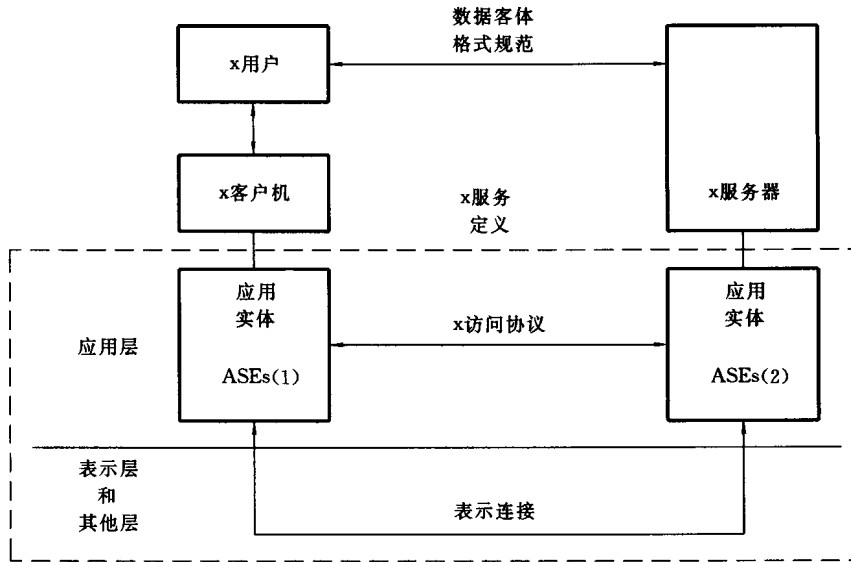 数据客体
格式规范
x用户
x客户机
x服务
定义
x服务器
应用
实体
ASEs(1)
x访问协议
应用
实体
ASEs(2)
应用层
表示层
和
其他层
表示连接